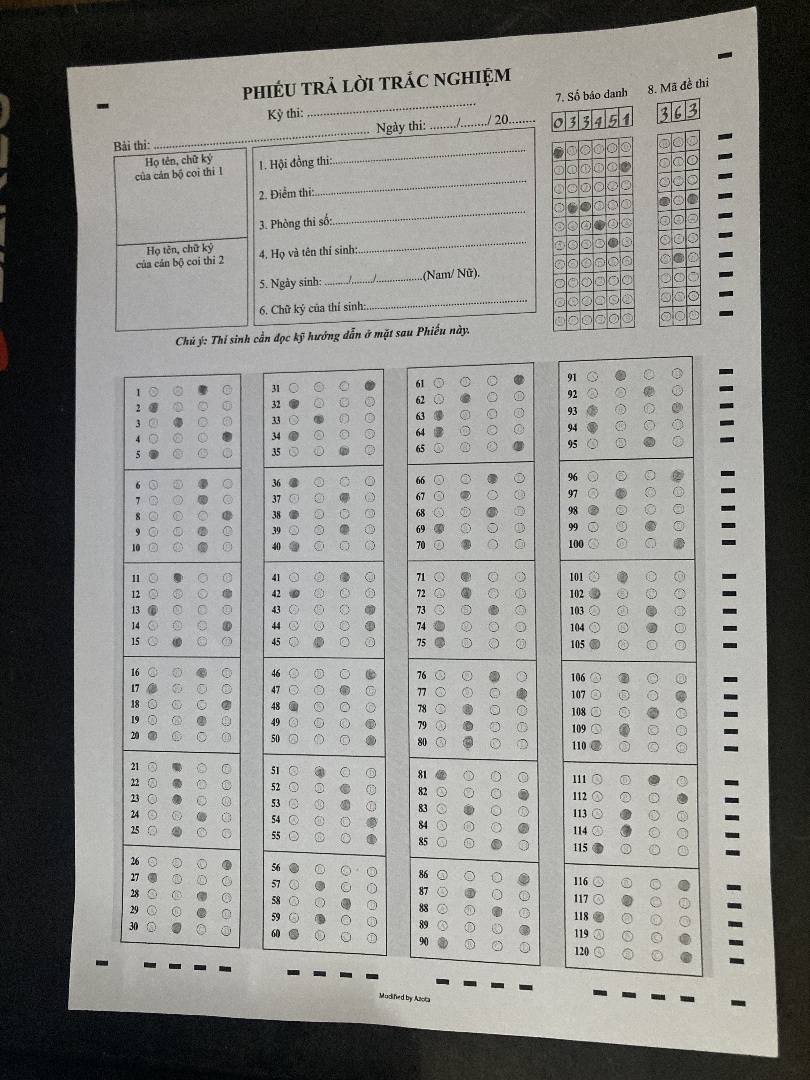 PHIẾU TRẢ LỜI TRẮC NGHIỆM
Kỳ thi: ..................................................
Bài thi: .................................................................. Ngày thi: ......../......../ 20........
7. Số báo danh
8. Mã đề thi
033451
363
Họ tên, chữ ký
của cán bộ coi thi 1
Họ tên, chữ ký
của cán bộ coi thi 2
1. Hội đồng thi:..........................................................
2. Điểm thi:................................................................
3. Phòng thi số:..........................................................
4. Họ và tên thí sinh:..................................................
5. Ngày sinh: ......../......../...............(Nam/ Nữ).
6. Chữ ký của thí sinh:................................................
Chú ý: Thí sinh cần đọc kỹ hướng dẫn ở mặt sau Phiếu này.
1 31 61 91
2 32 62 92
3 33 63 93
4 34 64 94
5 35 65 95
6 36 66 96
7 37 67 97
8 38 68 98
9 39 69 99
10 40 70 100
11 41 71 101
12 42 72 102
13 43 73 103
14 44 74 104
15 45 75 105
16 46 76 106
17 47 77 107
18 48 78 108
19 49 79 109
20 50 80 110
21 51 81 111
22 52 82 112
23 53 83 113
24 54 84 114
25 55 85 115
26 56 86 116
27 57 87 117
28 58 88 118
29 59 89 119
30 60 90 120
Modified by Azota